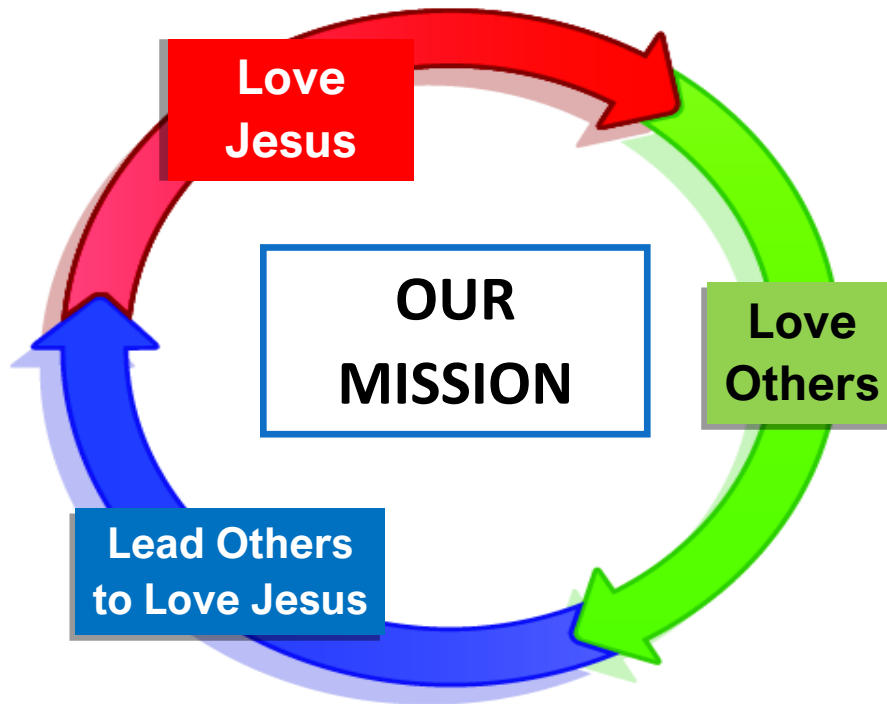 Love
Jesus
OUR
MISSION
Love
Others
Lead Others
to Love Jesus